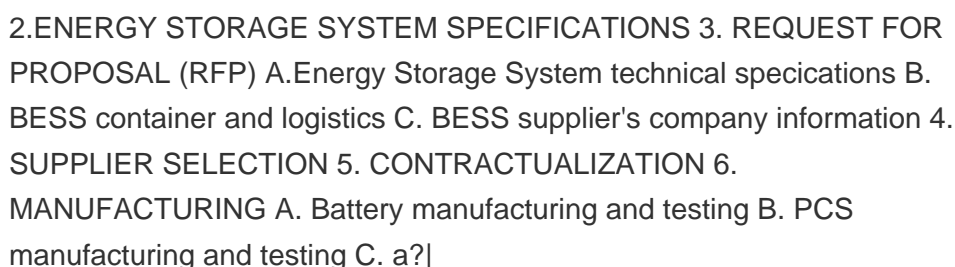 2.ENERGY STORAGE SYSTEM SPECIFICATIONS 3. REQUEST FOR
PROPOSAL (RFP) A.Energy Storage System technical specications B.
BESS container and logistics C. BESS supplier's company information 4.
SUPPLIER SELECTION 5. CONTRACTUALIZATION 6.
MANUFACTURING A. Battery manufacturing and testing B. PCS
manufacturing and testing C. a?|